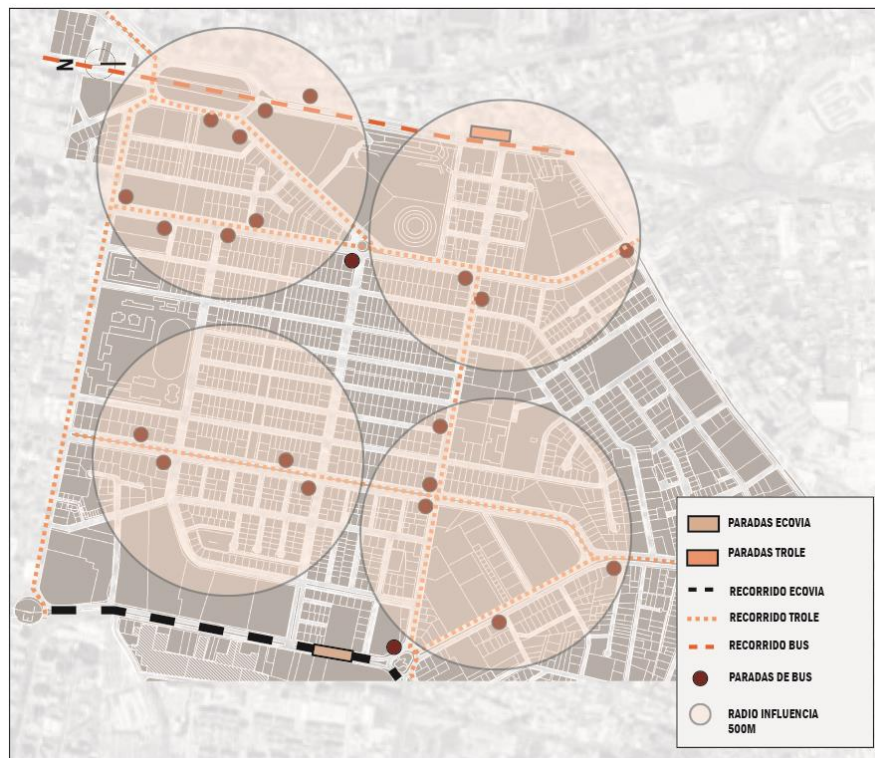 N
PARADAS ECOVIA
PARADAS TROLE
RECORRIDO ECOVIA
RECORRIDO TROLE
RECORRIDO BUS
PARADAS DE BUS
RADIO INFLUENCIA
500M